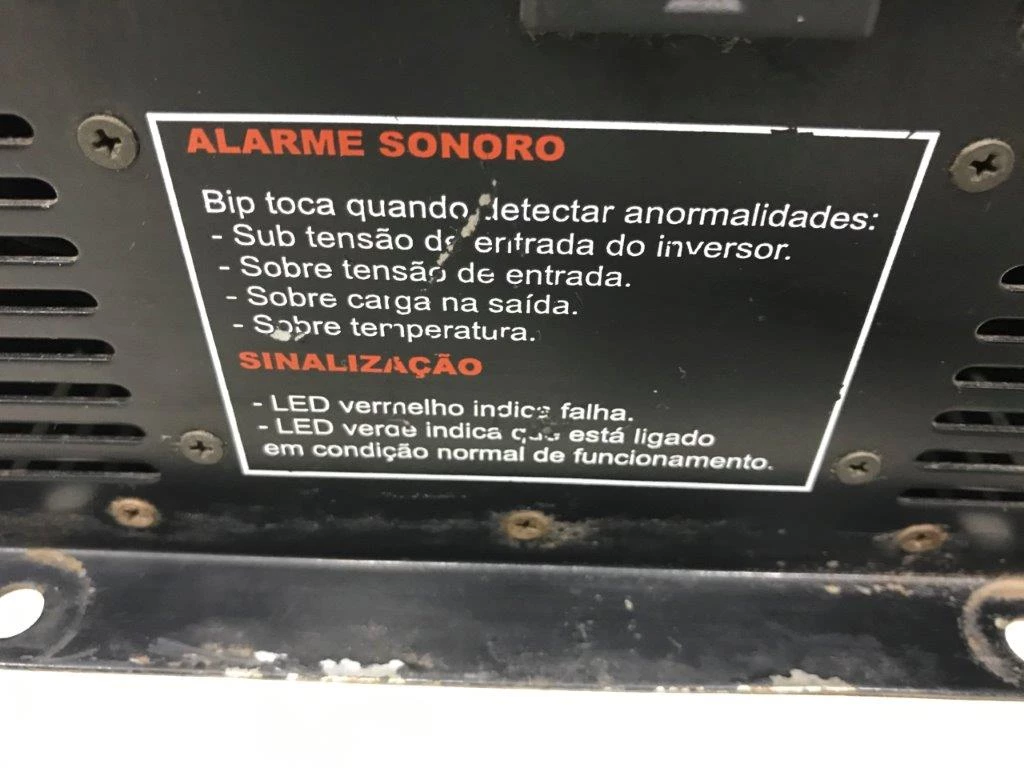 ALARME SONORO
Bip toca quando detectar anormalidades:
- Sub tensão de entrada do inversor.
- Sobre tensão de entrada.
- Sobre carga na saída.
- Sobre temperatura.
SINALIZAÇÃO
- LED vermelho indica falha.
- LED verde indica que está ligado
em condição normal de funcionamento.